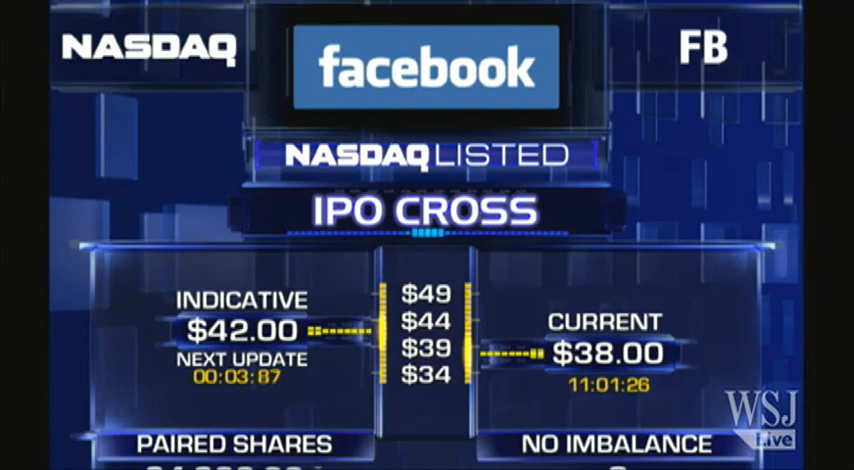 NASDAQ
facebook
FB
NASDAQ LISTED
IPO CROSS
INDICATIVE
$42.00
NEXT UPDATE
00:03:87
$49
$44
$39
$34
CURRENT
$38.00
11:01:26
WSJ
Live
PAIRED SHARES
NO IMBALANCE